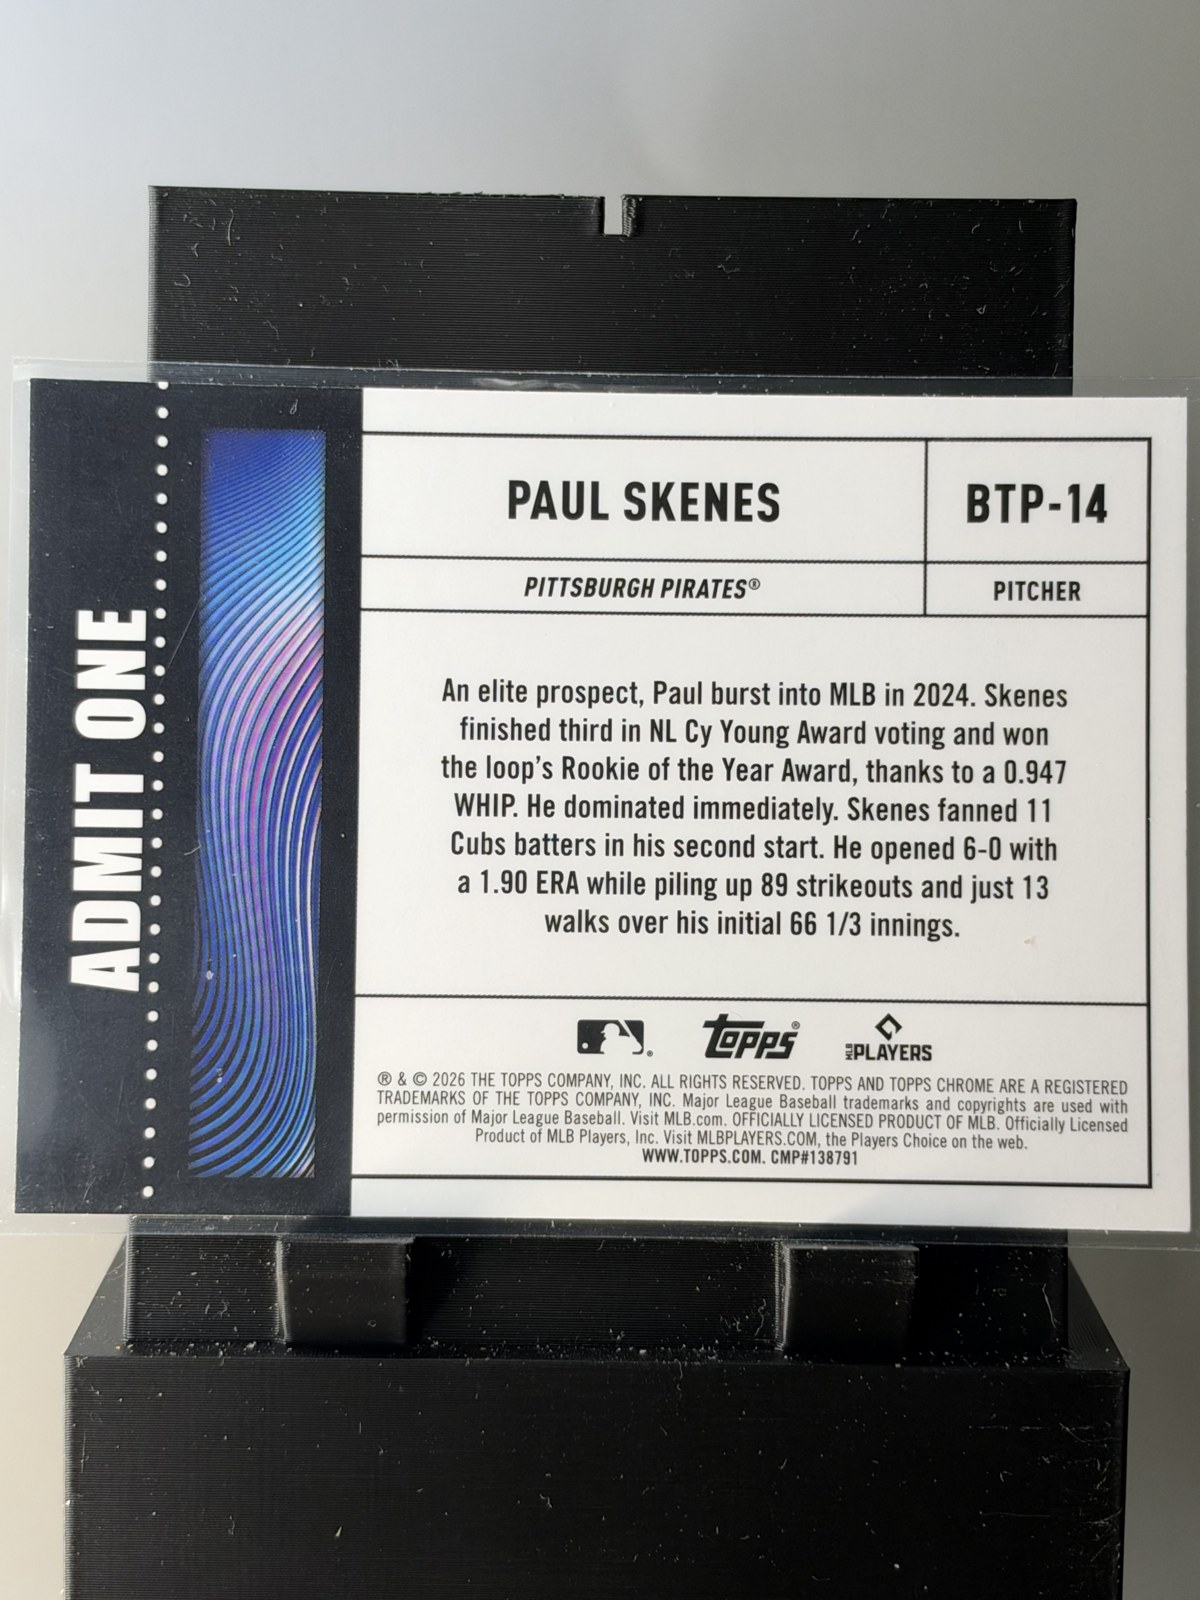 ADMIT ONE
PAUL SKENES
BTP-14
PITTSBURGH PIRATES®
PITCHER
An elite prospect, Paul burst into MLB in 2024. Skenes
finished third in NL Cy Young Award voting and won
the loop's Rookie of the Year Award, thanks to a 0.947
WHIP. He dominated immediately. Skenes fanned 11
Cubs batters in his second start. He opened 6-0 with
a 1.90 ERA while piling up 89 strikeouts and just 13
walks over his initial 66 1/3 innings.
TOPPS®
MLB PLAYERS
® & © 2026 THE TOPPS COMPANY, INC. ALL RIGHTS RESERVED. TOPPS AND TOPPS CHROME ARE A REGISTERED
TRADEMARKS OF THE TOPPS COMPANY, INC. Major League Baseball trademarks and copyrights are used with
permission of Major League Baseball. Visit MLB.com. OFFICIALLY LICENSED PRODUCT OF MLB. Officially Licensed
Product of MLB Players, Inc. Visit MLBPLAYERS.COM, the Players Choice on the web.
WWW.TOPPS.COM. CMP#138791